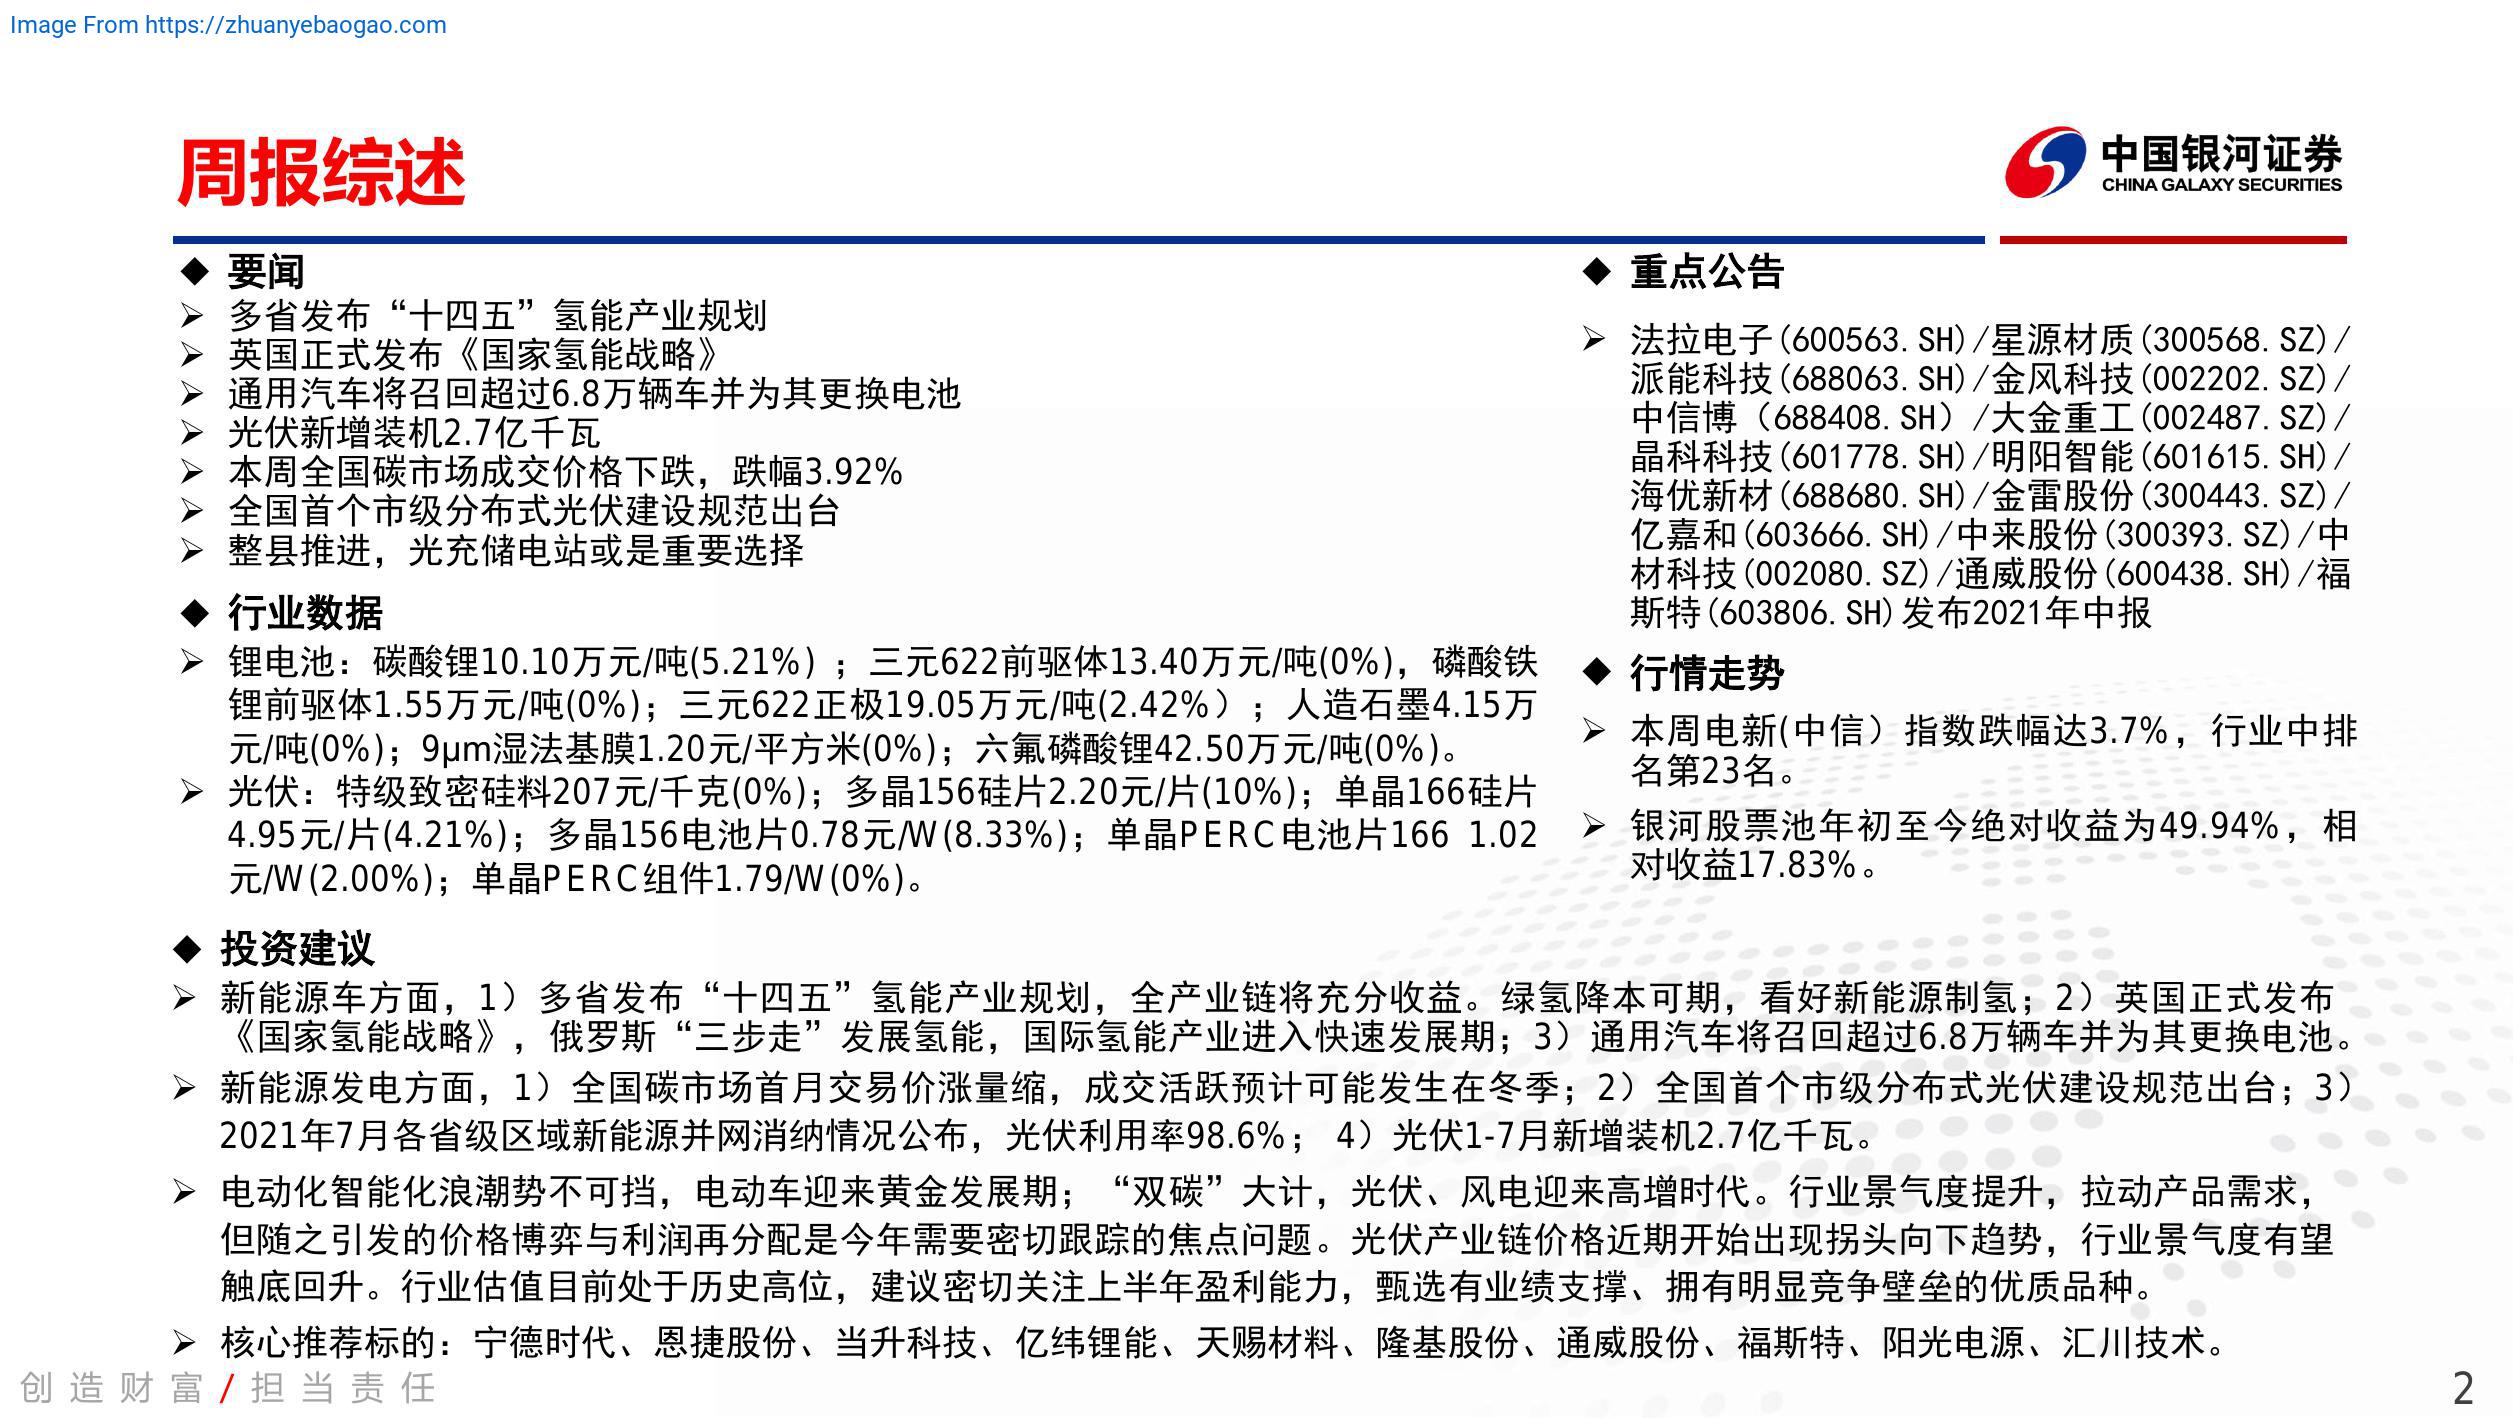 Image From https://zhuanyebaogao.com
周报综述
中国银河证券
CHINA GALAXY SECURITIES
◆ 要闻
➢ 多省发布“十四五”氢能产业规划
➢ 英国正式发布《国家氢能战略》
➢ 通用汽车将召回超过6.8万辆车并为其更换电池
➢ 光伏新增装机2.7亿千瓦
➢ 本周全国碳市场成交价格下跌，跌幅3.92%
➢ 全国首个市级分布式光伏建设规范出台
➢ 整县推进，光充储电站或是重要选择
◆ 行业数据
➢ 锂电池：碳酸锂10.10万元/吨(5.21%) ；三元622前驱体13.40万元/吨(0%)，磷酸铁
锂前驱体1.55万元/吨(0%)；三元622正极19.05万元/吨(2.42%）；人造石墨4.15万
元/吨(0%)；9μm湿法基膜1.20元/平方米(0%)；六氟磷酸锂42.50万元/吨(0%)。
➢ 光伏：特级致密硅料207元/千克(0%)；多晶156硅片2.20元/片(10%)；单晶166硅片
4.95元/片(4.21%)；多晶156电池片0.78元/W(8.33%)；单晶PERC电池片166 1.02
元/W(2.00%)；单晶PERC组件1.79/W(0%)。
◆ 重点公告
➢ 法拉电子(600563.SH)/星源材质(300568.SZ)/
派能科技(688063.SH)/金风科技(002202.SZ)/
中信博（688408.SH）/大金重工(002487.SZ)/
晶科科技(601778.SH)/明阳智能(601615.SH)/
海优新材(688680.SH)/金雷股份(300443.SZ)/
亿嘉和(603666.SH)/中来股份(300393.SZ)/中
材科技(002080.SZ)/通威股份(600438.SH)/福
斯特(603806.SH)发布2021年中报
◆ 行情走势
➢ 本周电新(中信）指数跌幅达3.7%，行业中排
名第23名。
➢ 银河股票池年初至今绝对收益为49.94%，相
对收益17.83%。
◆ 投资建议
➢ 新能源车方面，1）多省发布“十四五”氢能产业规划，全产业链将充分收益。绿氢降本可期，看好新能源制氢；2）英国正式发布
《国家氢能战略》，俄罗斯“三步走”发展氢能，国际氢能产业进入快速发展期；3）通用汽车将召回超过6.8万辆车并为其更换电池。
➢ 新能源发电方面，1）全国碳市场首月交易价涨量缩，成交活跃预计可能发生在冬季；2）全国首个市级分布式光伏建设规范出台；3）
2021年7月各省级区域新能源并网消纳情况公布，光伏利用率98.6%； 4）光伏1-7月新增装机2.7亿千瓦。
➢ 电动化智能化浪潮势不可挡，电动车迎来黄金发展期；“双碳”大计，光伏、风电迎来高增时代。行业景气度提升，拉动产品需求，
但随之引发的价格博弈与利润再分配是今年需要密切跟踪的焦点问题。光伏产业链价格近期开始出现拐头向下趋势，行业景气度有望
触底回升。行业估值目前处于历史高位，建议密切关注上半年盈利能力，甄选有业绩支撑、拥有明显竞争壁垒的优质品种。
➢ 核心推荐标的：宁德时代、恩捷股份、当升科技、亿纬锂能、天赐材料、隆基股份、通威股份、福斯特、阳光电源、汇川技术。
创造财富/担当责任
2